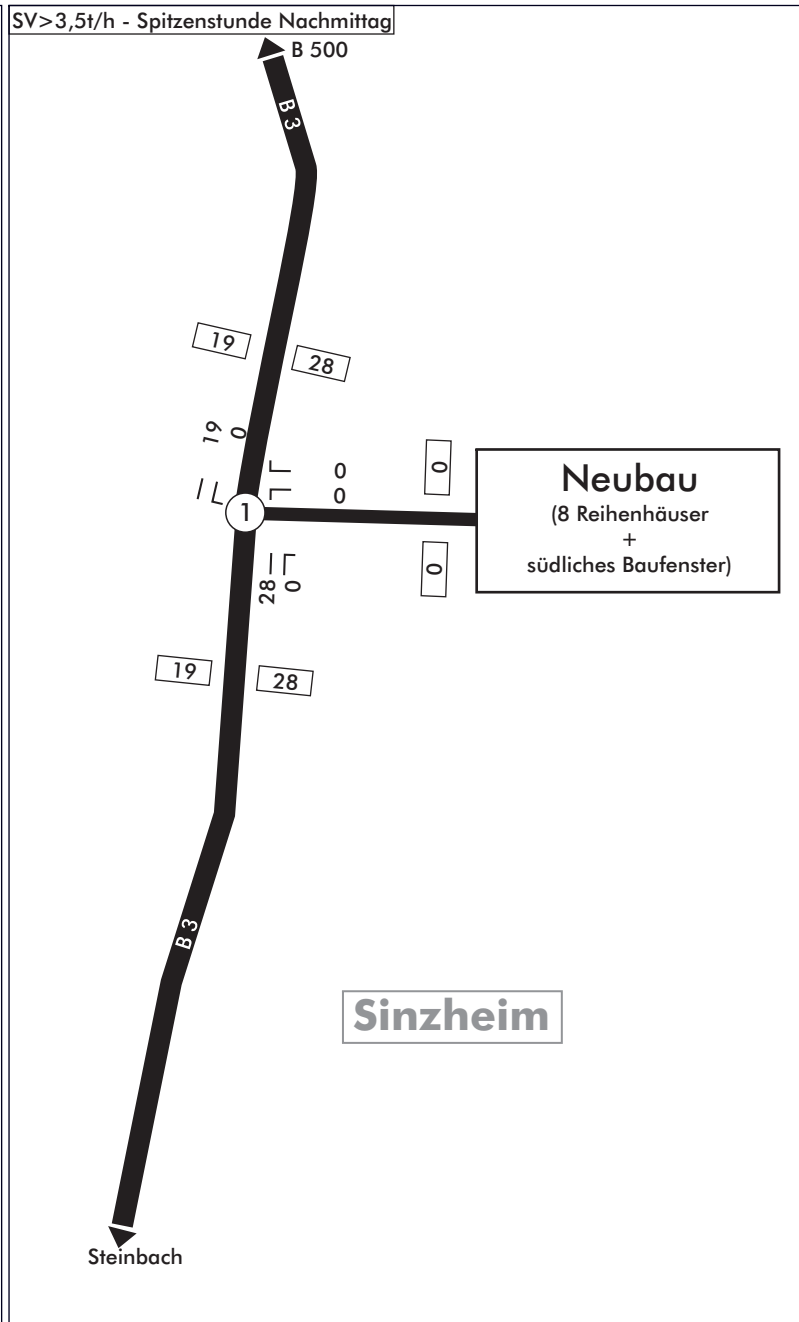 SV>3,5t/h - Spitzenstunde Nachmittag
B 500
B 3
19
28
19
0
0
0
0
Neubau
(8 Reihenhäuser
+
südliches Baufenster)
1
28
0
0
19
28
B 3
Sinzheim
Steinbach